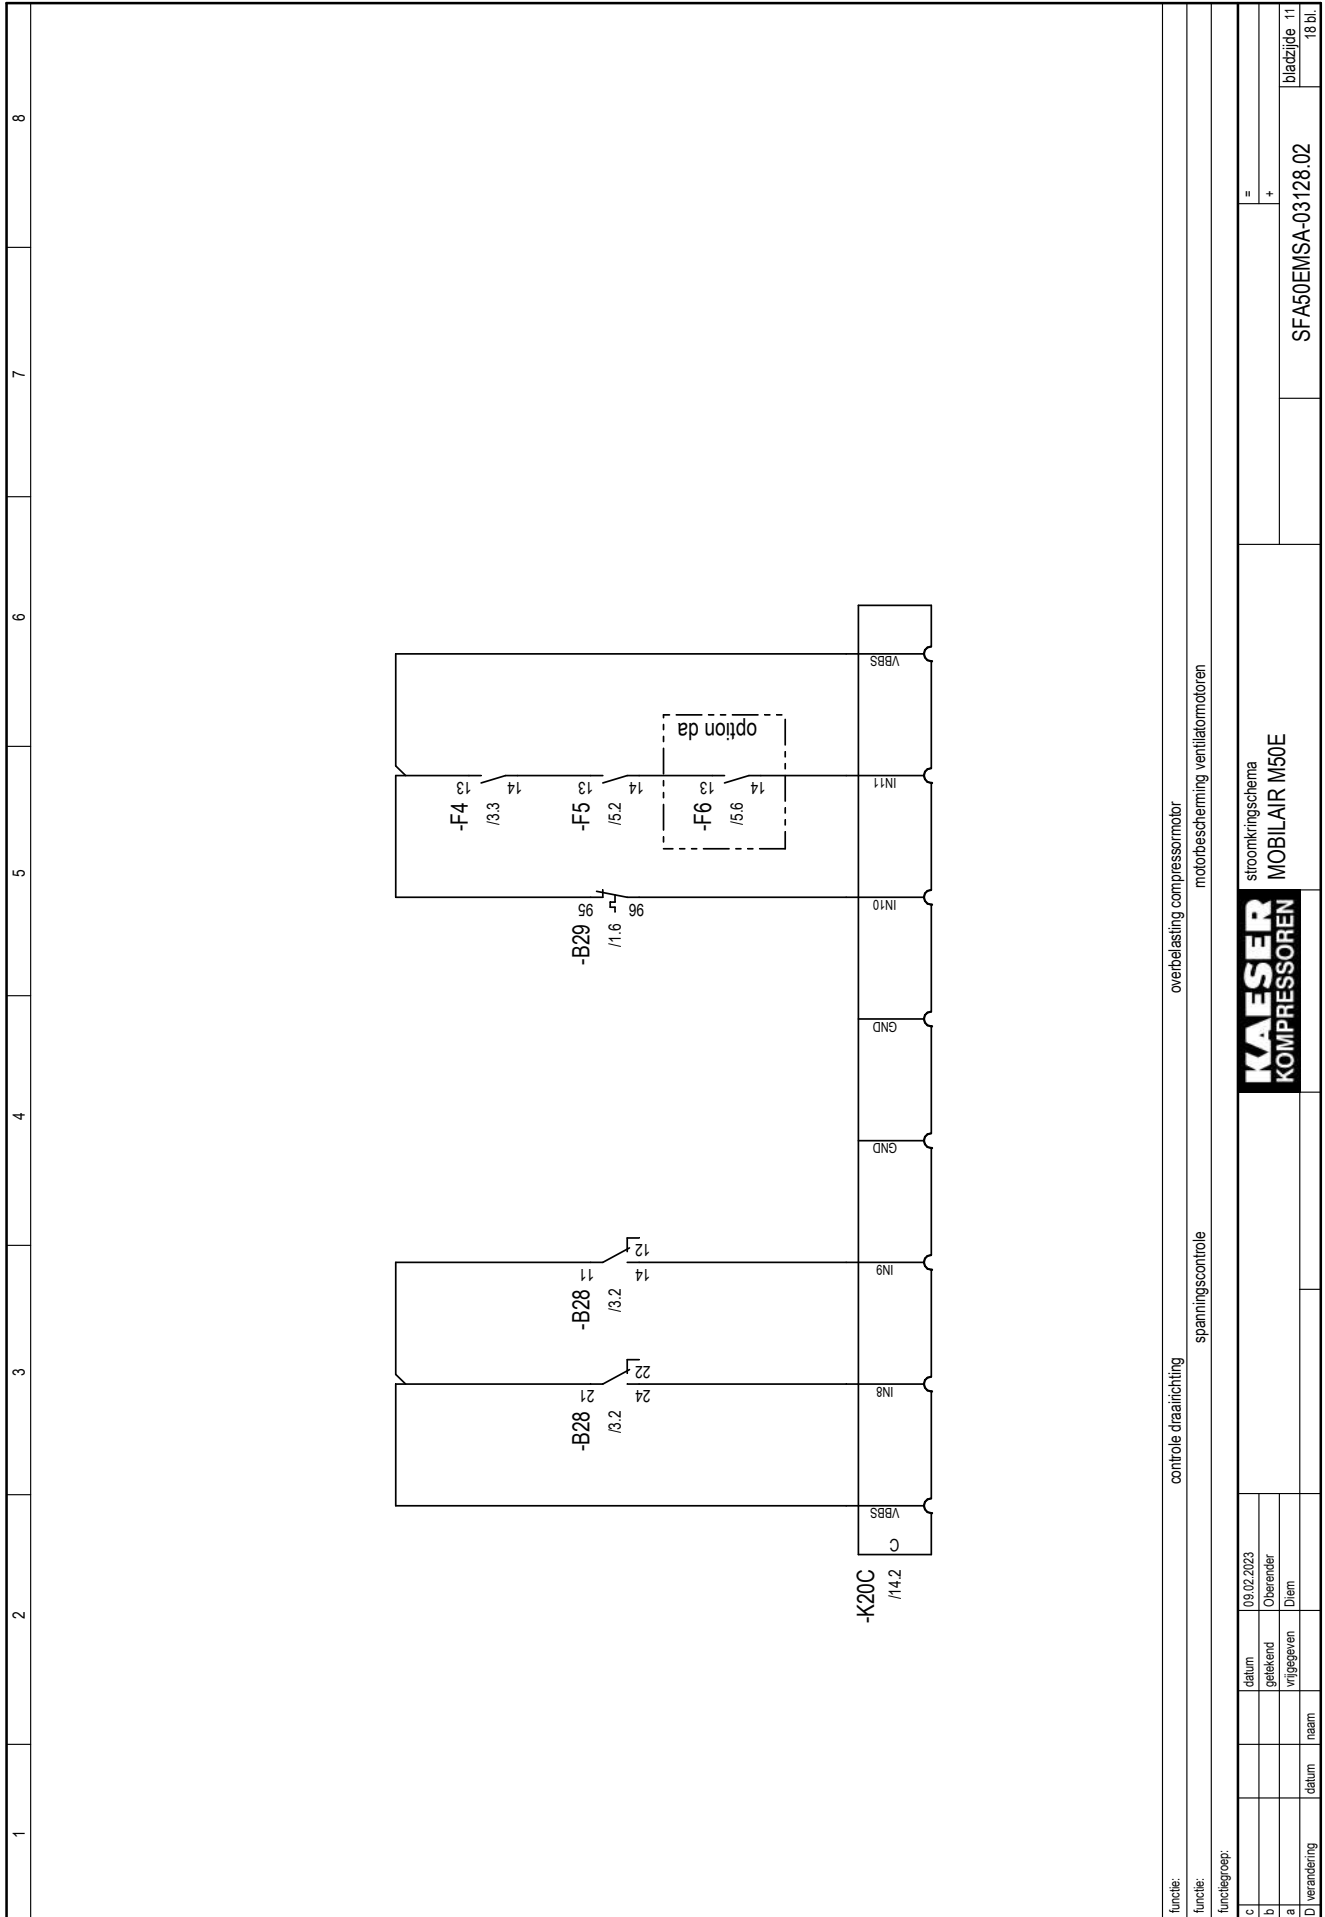 1
2
3
4
5
6
7
8
-F4
/3.3
13
14
-F5
/5.2
13
14
option da
-F6
/5.6
13
14
-B29
/1.6
95
96
-B28
/3.2
21
22
24
-B28
/3.2
11
12
14
-K20C
/14.2
C
VBBS
IN8
IN9
GND
GND
IN10
IN11
VBBS
functie:
controle draairichting
overbelasting compressormotor
functie:
spanningscontrole
motorbescherming ventilatormotoren
functiegroep:
c
datum
09.02.2023
b
getekend
Oberender
a
vrijgegeven
Diem
D
verandering
datum
naam
KAESER
KOMPRESSOREN
stroomkringschema
MOBILAIR M50E
=
+
SFA50EMSA-03128.02
bladzijde 11
18 bl.